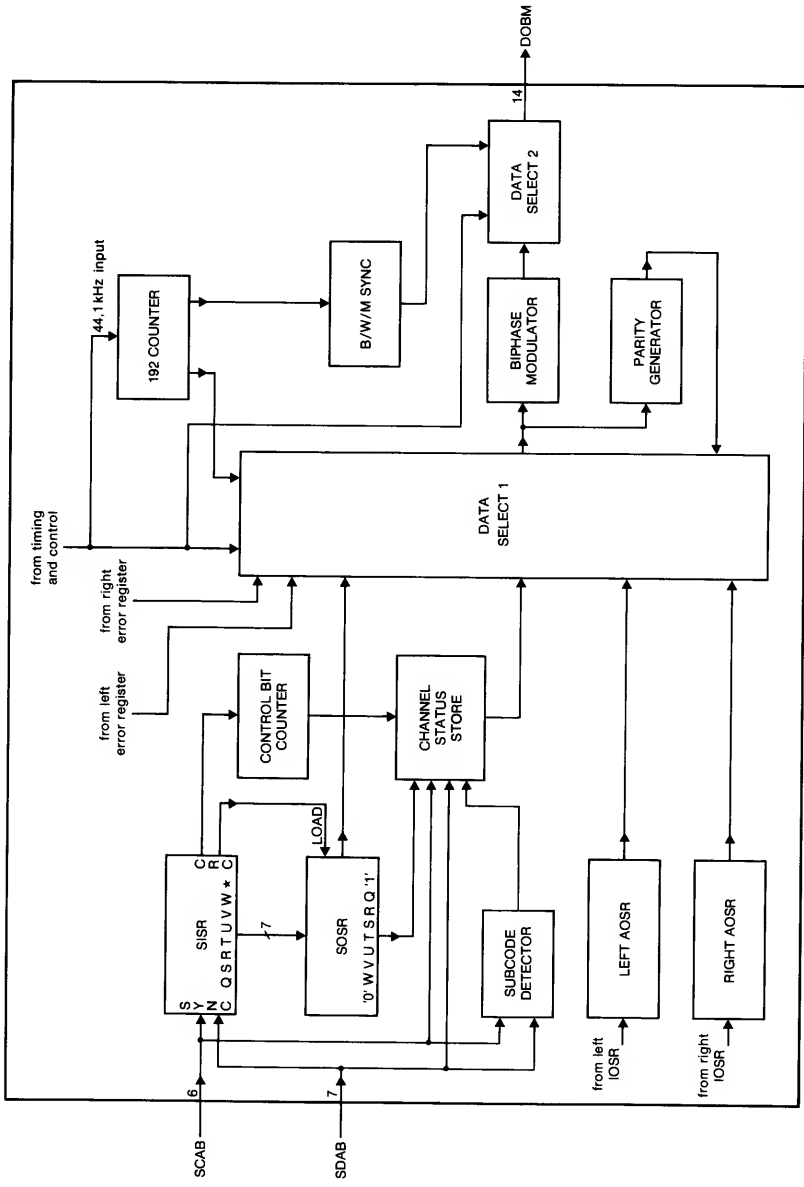 SCAB
6
SDAB
7
SYNC
SISR
CRC
Q S R T U V W ★
7
LOAD
SOSR
'0' W V U T S R Q '1'
CONTROL BIT
COUNTER
CHANNEL
STATUS
STORE
SUBCODE
DETECTOR
from left
IOSR
LEFT AOSR
from right
IOSR
RIGHT AOSR
from left
error register
from right
error register
from timing
and control
44,1 kHz input
192 COUNTER
B/W/M SYNC
DATA
SELECT 1
BIPHASE
MODULATOR
PARITY
GENERATOR
DATA
SELECT 2
14
DOBM